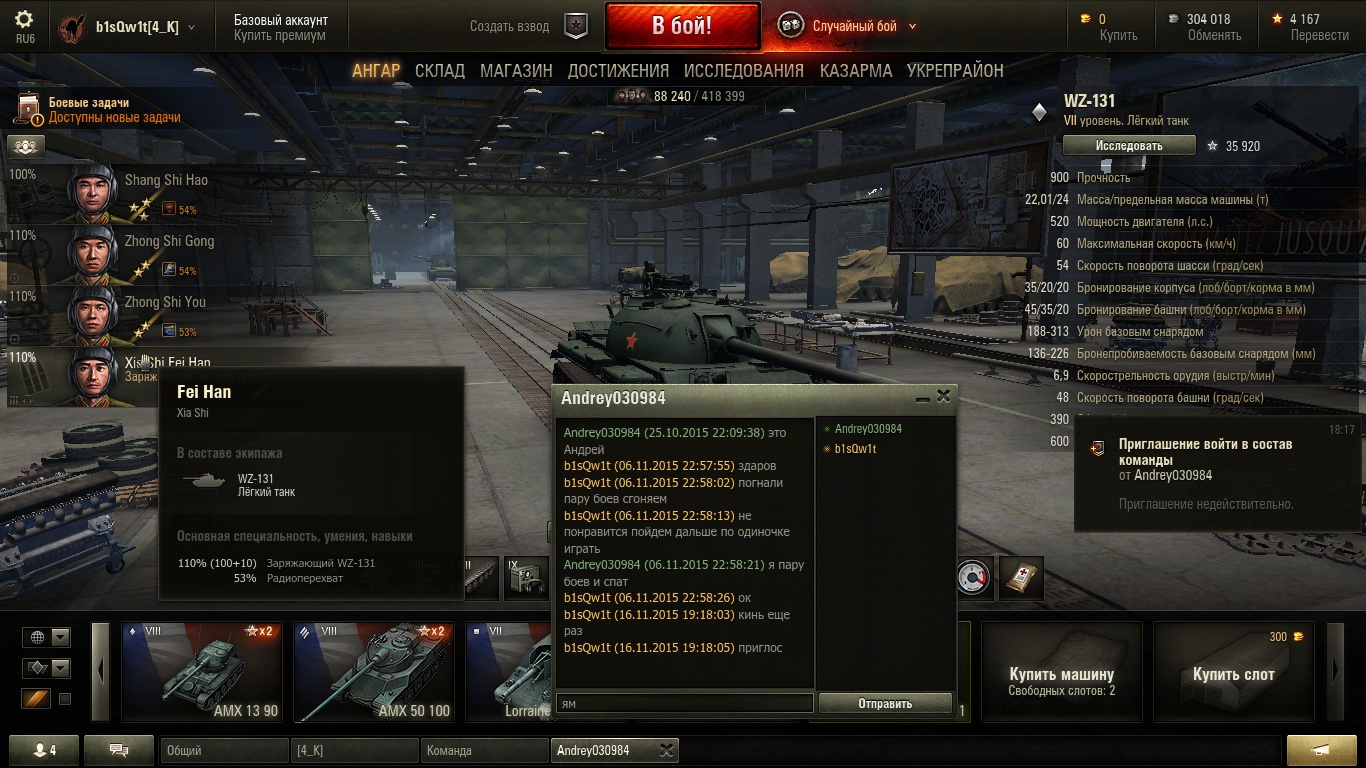 RU6
b1sQw1t[4_K]
Базовый аккаунт
Купить премиум
Создать взвод
В бой!
Случайный бой
0
Купить
304 018
Обменять
4 167
Перевести
АНГАР СКЛАД МАГАЗИН ДОСТИЖЕНИЯ ИССЛЕДОВАНИЯ КАЗАРМА УКРЕПРАЙОН
88 240 / 418 399
Боевые задачи
Доступны новые задачи
100%
Shang Shi Hao
54%
110%
Zhong Shi Gong
54%
110%
Zhong Shi You
53%
110%
Fei Han
Заряж
Fei Han
Xia Shi
В составе экипажа
WZ-131
Лёгкий танк
Основная специальность, умения, навыки
110% (100+10) Заряжающий WZ-131
53% Радиоперехват
WZ-131
VII уровень. Лёгкий танк
Исследовать
35 920
900 Прочность
22,01/24 Масса/предельная масса машины (т)
520 Мощность двигателя (л.с.)
60 Максимальная скорость (км/ч)
54 Скорость поворота шасси (град/сек)
35/20/20 Бронирование корпуса (лоб/борт/корма в мм)
45/35/20 Бронирование башни (лоб/борт/корма в мм)
188-313 Урон базовым снарядом
136-226 Бронепробиваемость базовым снарядом (мм)
6,9 Скорострельность орудия (выстр/мин)
48 Скорость поворота башни (град/сек)
390
600
JUSQU
18:17
Приглашение войти в состав
команды
от Andrey030984
Приглашение недействительно.
Andrey030984
Andrey030984 (25.10.2015 22:09:38) это
Андрей
b1sQw1t (06.11.2015 22:57:55) здаров
b1sQw1t (06.11.2015 22:58:02) погнали
пару боев сгоняем
b1sQw1t (06.11.2015 22:58:13) не
понравится пойдем дальше по одиночке
играть
Andrey030984 (06.11.2015 22:58:21) я пару
боев и спат
b1sQw1t (06.11.2015 22:58:26) ок
b1sQw1t (16.11.2015 19:18:03) кинь еще
раз
b1sQw1t (16.11.2015 19:18:05) приглос
Andrey030984
b1sQw1t
ям
Отправить
IX
VIII
x2
AMX 13 90
VIII
x2
AMX 50 100
VII
Lorraine
1
Купить машину
Свободных слотов: 2
300
Купить слот
4
Общий
[4_K]
Команда
Andrey030984